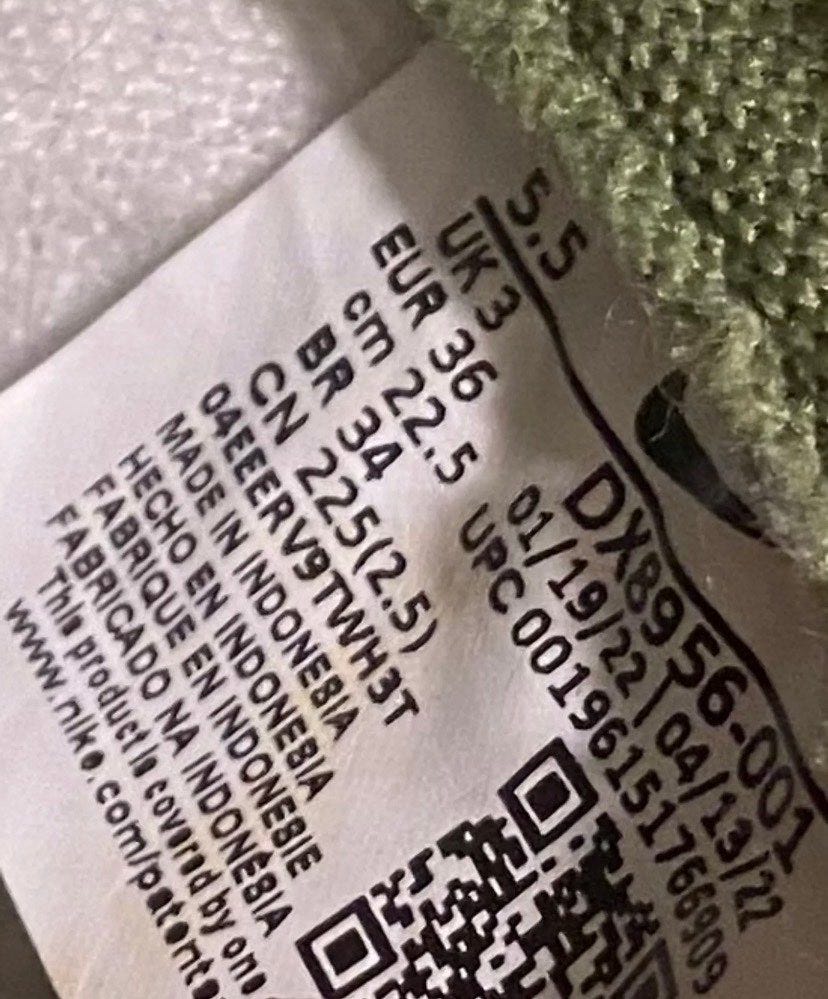 5.5
UK 3
EUR 36
cm 22.5
BR 34
CN 225(2.5)
04EEERV9TWH3T
MADE IN INDONESIA
HECHO EN INDONESIA
FABRIQUE EN INDONESIE
FABRICADO NA INDONÉSIA
This product is covered by one
www.nike.com/patents
DX8956-001
01/19/22 | 04/13/22
UPC 00196151766909